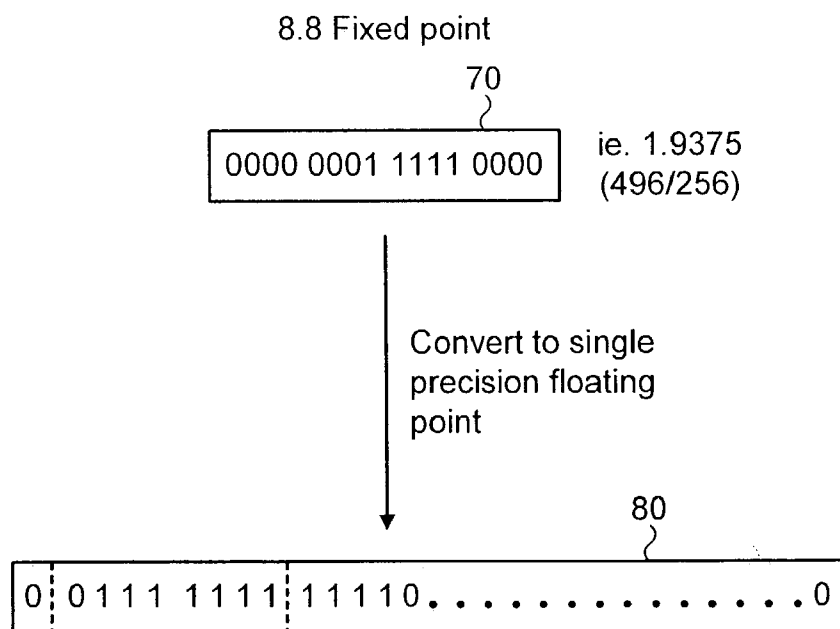 8.8 Fixed point
70
0000 0001 1111 0000
ie. 1.9375
(496/256)
Convert to single
precision floating
point
80
0 0111 1111 11110..............0